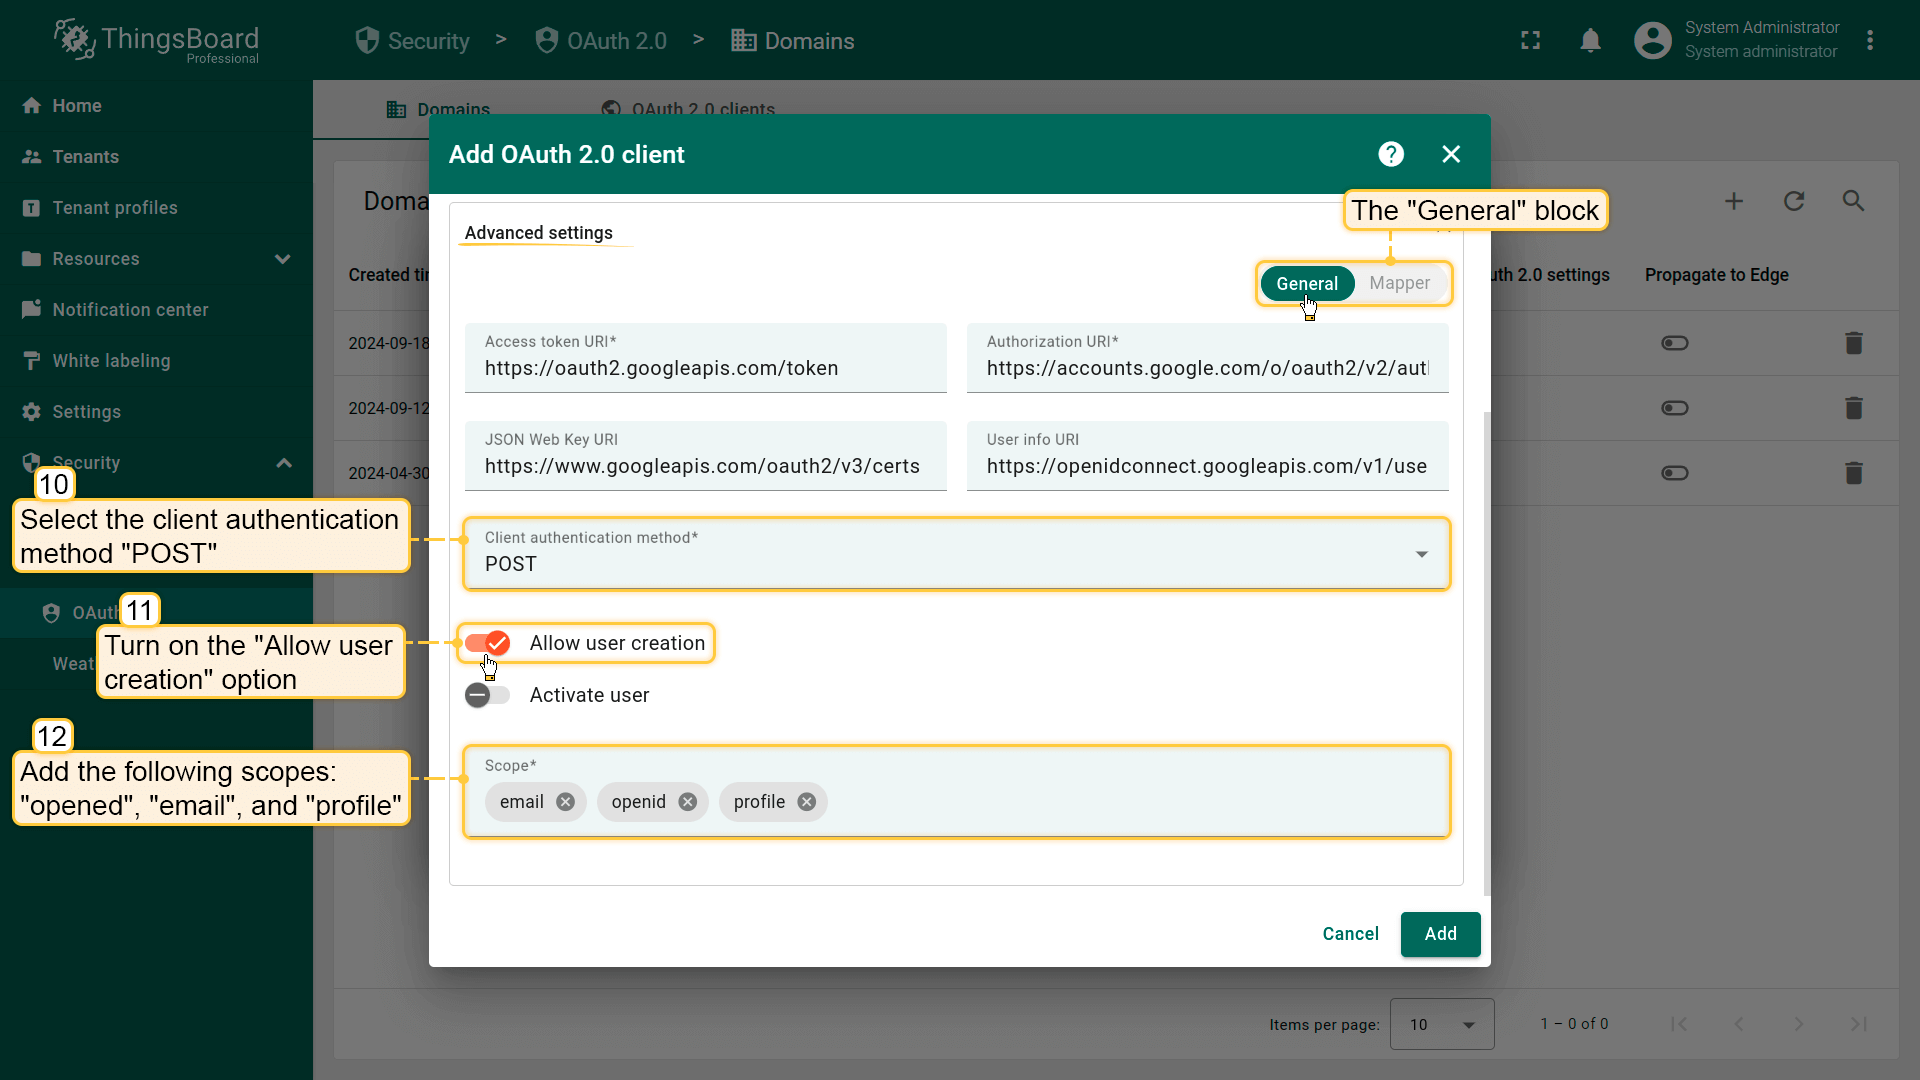 ThingsBoard
Professional
Security > OAuth 2.0 > Domains
System Administrator
System administrator
Home
Tenants
Tenant profiles
Resources
Notification center
White labeling
Settings
Security
OAuth
Weat
Domains
OAuth 2.0 clients
Doma
Created tir
uth 2.0 settings
Propagate to Edge
2024-09-18
2024-09-12
2024-04-30
Add OAuth 2.0 client
The "General" block
Advanced settings
General
Mapper
Access token URI*
https://oauth2.googleapis.com/token
Authorization URI*
https://accounts.google.com/o/oauth2/v2/aut
JSON Web Key URI
https://www.googleapis.com/oauth2/v3/certs
User info URI
https://openidconnect.googleapis.com/v1/use
10
Select the client authentication
method "POST"
Client authentication method*
POST
11
Turn on the "Allow user
creation" option
Allow user creation
Activate user
12
Add the following scopes:
"opened", "email", and "profile"
Scope*
email
openid
profile
Cancel
Add
Items per page:
10
1 – 0 of 0